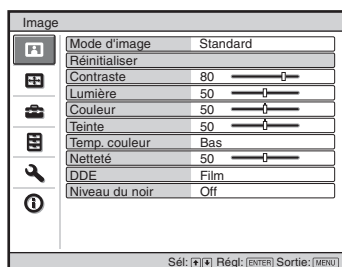 Image
Mode d'image Standard
Réinitialiser
Contraste 80
Lumière 50
Couleur 50
Teinte 50
Temp. couleur Bas
Netteté 50
DDE Film
Niveau du noir Off
Sél: Régl: ENTER Sortie: MENU